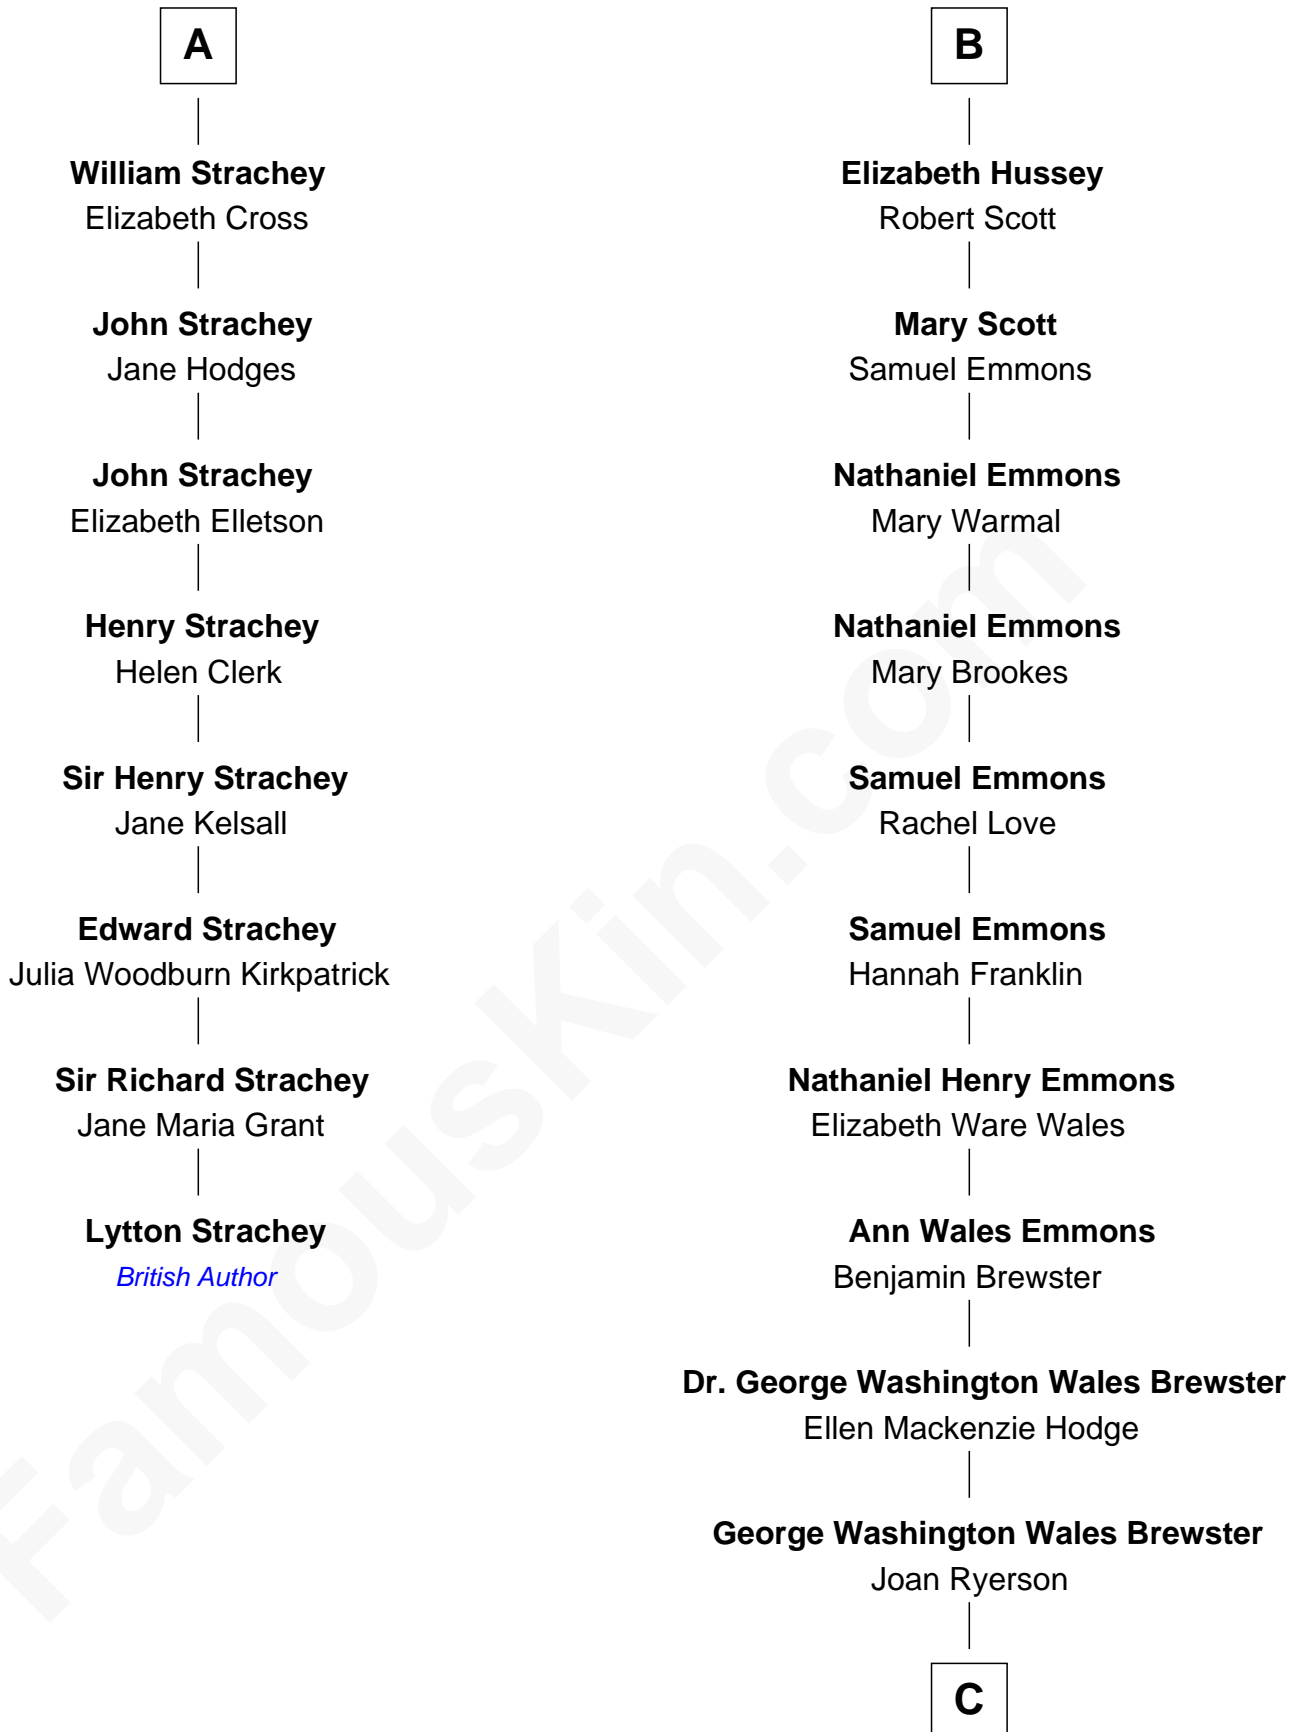 A
William Strachey
Elizabeth Cross
John Strachey
Jane Hodges
John Strachey
Elizabeth Elletson
Henry Strachey
Helen Clerk
Sir Henry Strachey
Jane Kelsall
Edward Strachey
Julia Woodburn Kirkpatrick
Sir Richard Strachey
Jane Maria Grant
Lytton Strachey
British Author
B
Elizabeth Hussey
Robert Scott
Mary Scott
Samuel Emmons
Nathaniel Emmons
Mary Warmal
Nathaniel Emmons
Mary Brookes
Samuel Emmons
Rachel Love
Samuel Emmons
Hannah Franklin
Nathaniel Henry Emmons
Elizabeth Ware Wales
Ann Wales Emmons
Benjamin Brewster
Dr. George Washington Wales Brewster
Ellen Mackenzie Hodge
George Washington Wales Brewster
Joan Ryerson
C
FamousKin.com